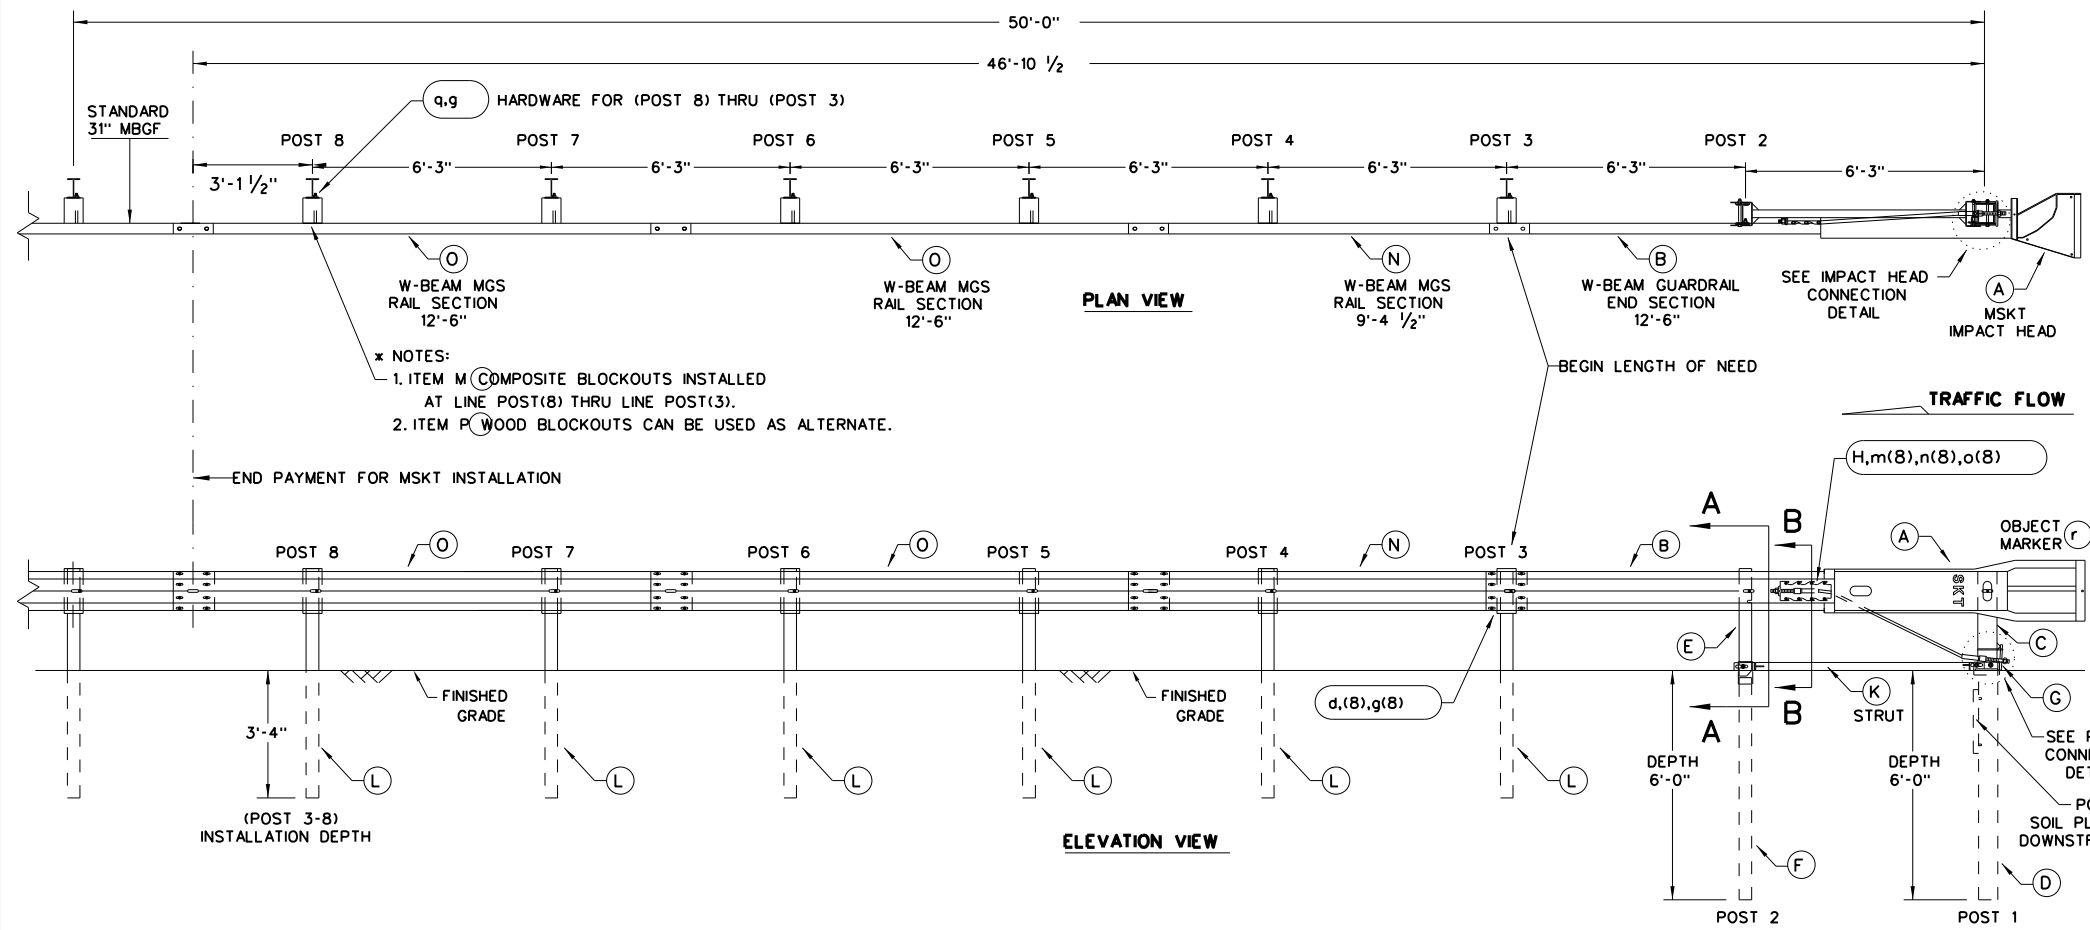 50'-0"
46'-10 1/2
q,g HARDWARE FOR (POST 8) THRU (POST 3)
STANDARD
31" MBGF
POST 8 POST 7 POST 6 POST 5 POST 4 POST 3 POST 2
3'-1 1/2" 6'-3" 6'-3" 6'-3" 6'-3" 6'-3" 6'-3" 6'-3"
O
W-BEAM MGS
RAIL SECTION
12'-6"
O
W-BEAM MGS
RAIL SECTION
12'-6"
PLAN VIEW
N
W-BEAM MGS
RAIL SECTION
9'-4 1/2"
B
W-BEAM GUARDRAIL
END SECTION
12'-6"
SEE IMPACT HEAD
CONNECTION
DETAIL
A
MSKT
IMPACT HEAD
* NOTES:
1. ITEM M COMPOSITE BLOCKOUTS INSTALLED
AT LINE POST(8) THRU LINE POST(3).
2. ITEM P WOOD BLOCKOUTS CAN BE USED AS ALTERNATE.
BEGIN LENGTH OF NEED
TRAFFIC FLOW
END PAYMENT FOR MSKT INSTALLATION
H,m(8),n(8),o(8)
A B
OBJECT
MARKER r
POST 8 O POST 7 POST 6 O POST 5 POST 4 N POST 3 B A
SKT
E C
K
STRUT
G
FINISHED
GRADE
FINISHED
GRADE
d,(8),g(8)
A B
3'-4"
L L L L L L
DEPTH
6'-0"
DEPTH
6'-0"
SEE
CONN
DE
SOIL PL
DOWNST
(POST 3-8)
INSTALLATION DEPTH
ELEVATION VIEW
F D
POST 2 POST 1